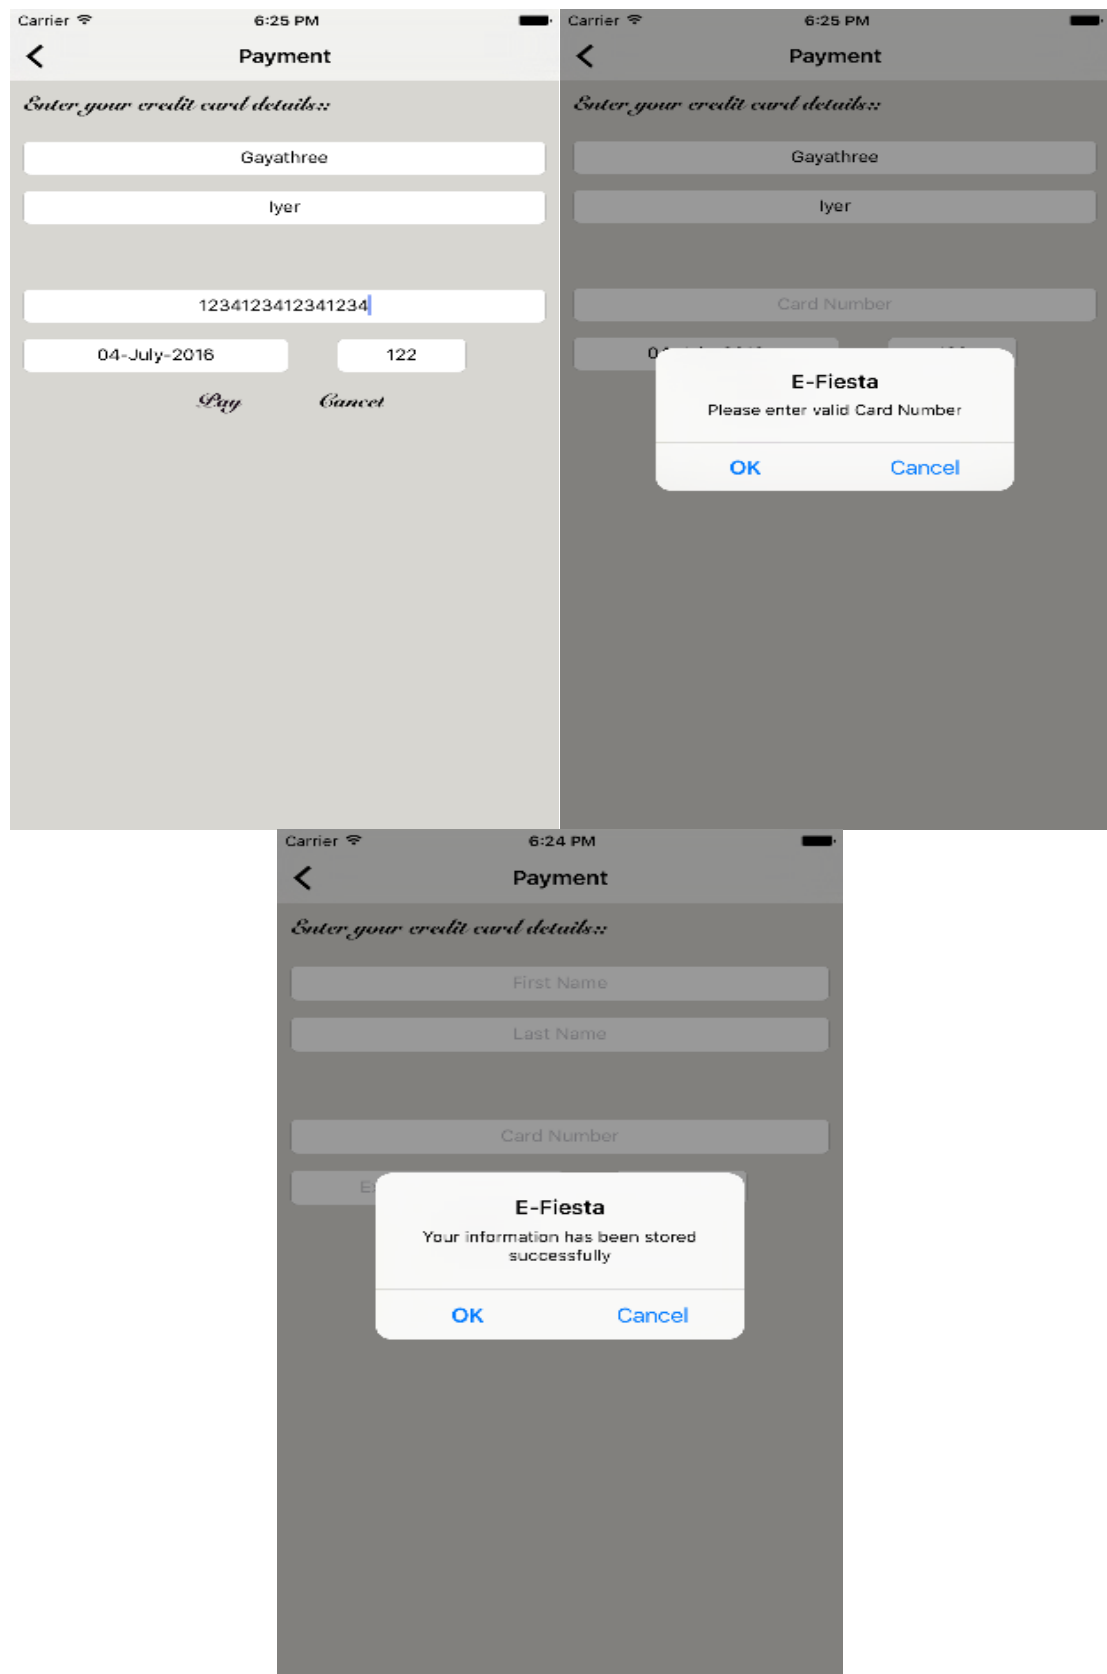 Carrier 6:25 PM
Payment
Enter your credit card details::
Gayathree
Iyer
1234123412341234
04-July-2016 122
Pay Cancel
Carrier 6:25 PM
Payment
Enter your credit card details::
Gayathree
Iyer
Card Number
E-Fiesta
Please enter valid Card Number
OK Cancel
Carrier 6:24 PM
Payment
Enter your credit card details::
First Name
Last Name
Card Number
E-Fiesta
Your information has been stored
successfully
OK Cancel